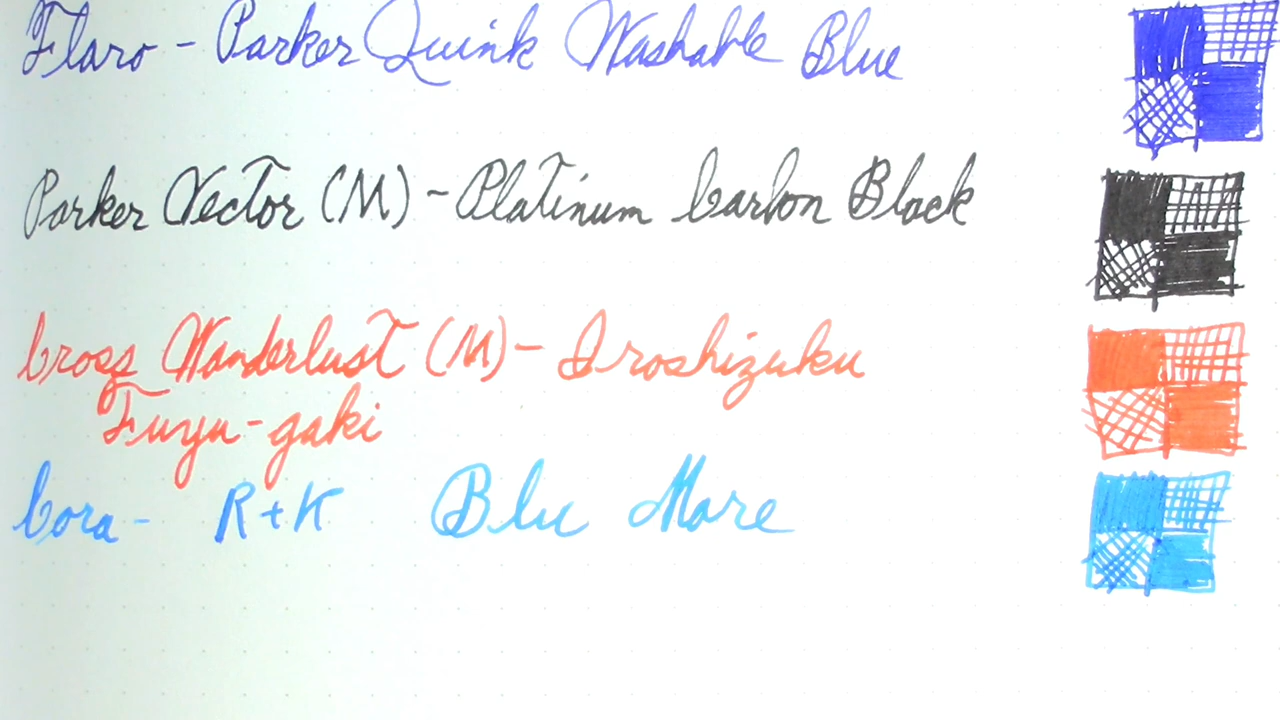 Flaro - Parker Quink Washable Blue
Parker Vector (M) - Platinum Carbon Black
Cross Wanderlust (M) - Iroshizuku
Fuyu-gaki
Cora - R+K Blu Mare